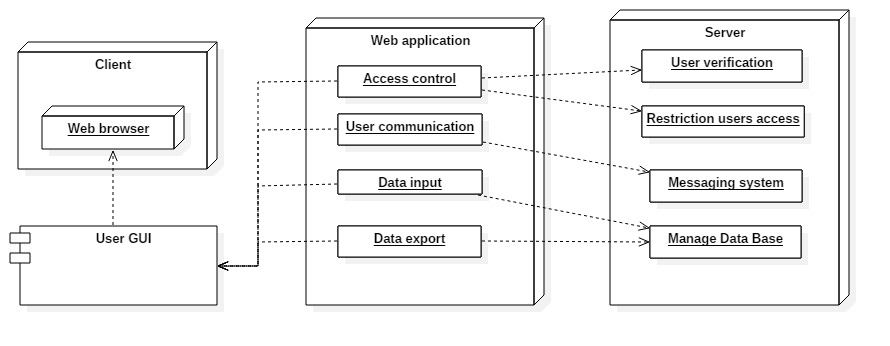 Client
Web browser
User GUI
Web application
Access control
User communication
Data input
Data export
Server
User verification
Restriction users access
Messaging system
Manage Data Base